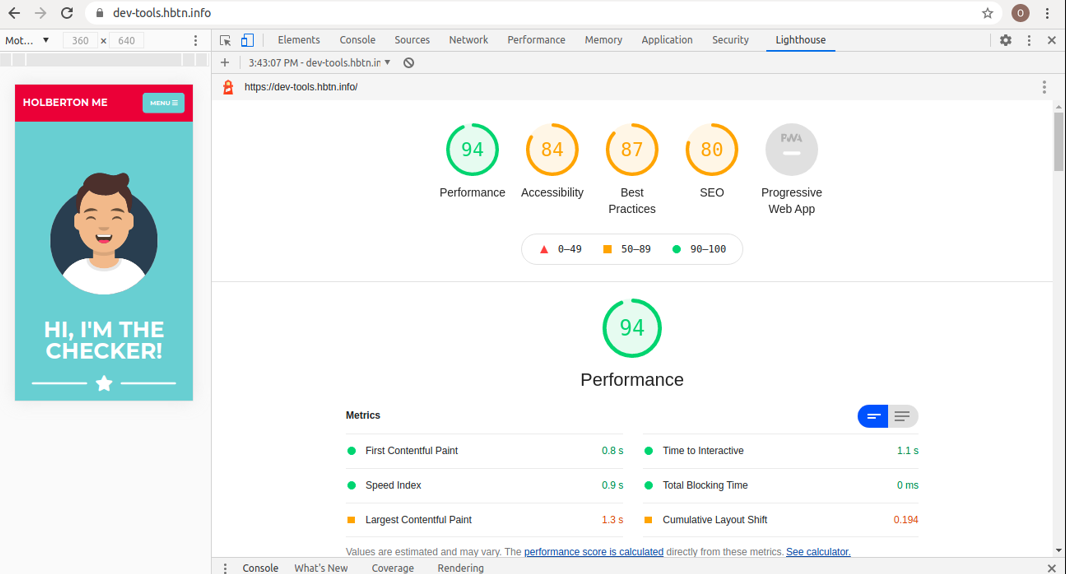 dev-tools.hbtn.info
O
Mot... 360 × 640
Elements Console Sources Network Performance Memory Application Security Lighthouse
3:43:07 PM - dev-tools.hbtn.in
https://dev-tools.hbtn.info/
HOLBERTON ME MENU
HI, I'M THE
CHECKER!
94 84 87 80 PWA
Performance Accessibility Best Practices SEO Progressive Web App
0–49 50–89 90–100
94
Performance
Metrics
First Contentful Paint 0.8 s Time to Interactive 1.1 s
Speed Index 0.9 s Total Blocking Time 0 ms
Largest Contentful Paint 1.3 s Cumulative Layout Shift 0.194
Values are estimated and may vary. The performance score is calculated directly from these metrics. See calculator.
Console What's New Coverage Rendering